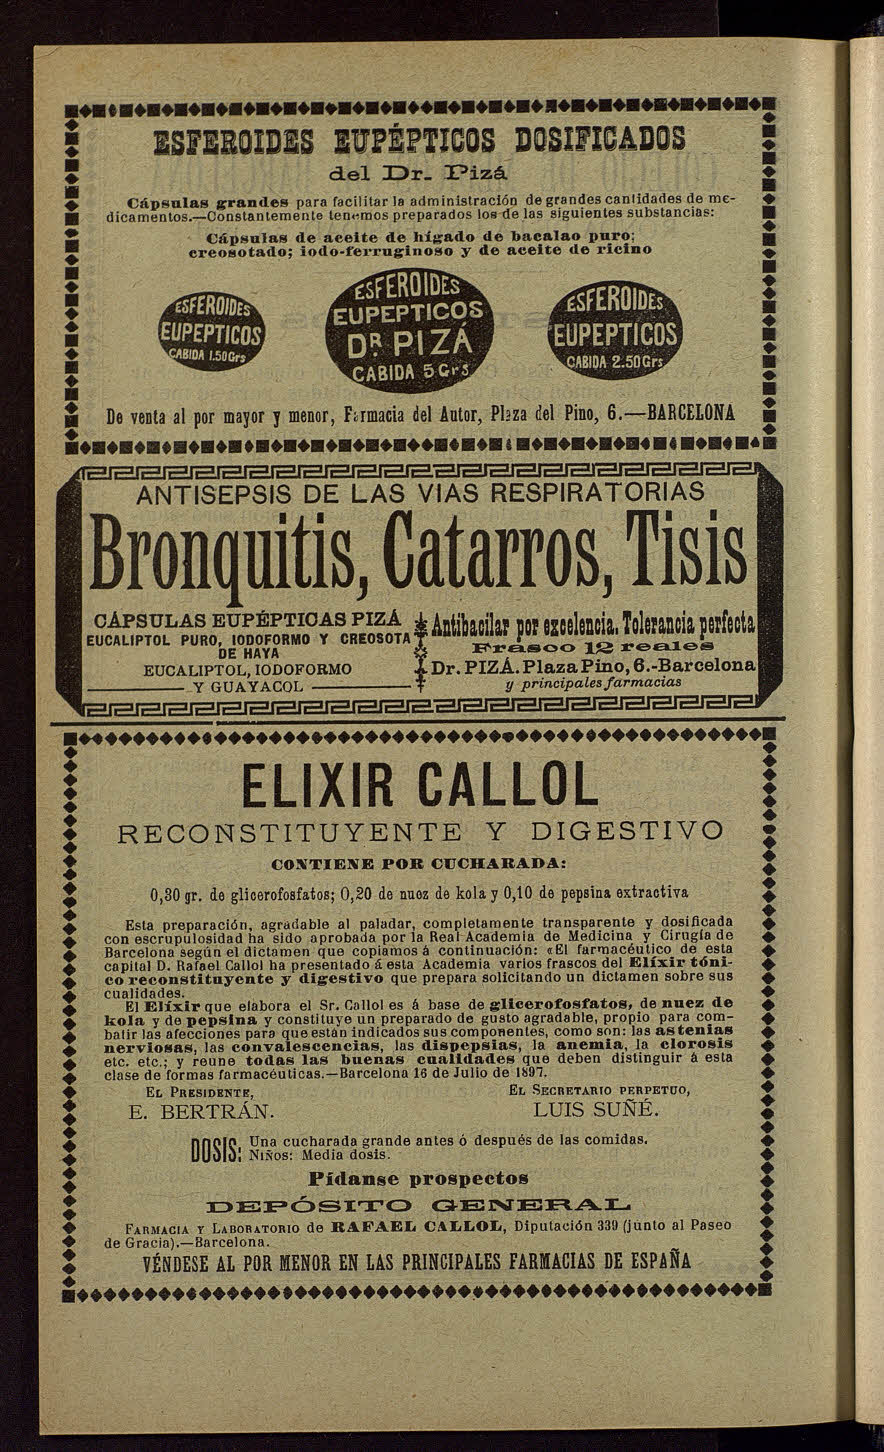 ESFEROIDES EUPÉPTICOS DOSIFICADOS
del Dr. Pizá
Cápsulas grandes para facilitar la administración de grandes cantidades de me-
dicamentos.—Constantemente tenemos preparados los de las siguientes substancias:
Cápsulas de aceite de hígado de bacalao puro;
creosotado; iodo-ferruginoso y de aceite de ricino
ESFEROIDES
EUPEPTICOS
CABIDA 1.50 Grs
ESFEROIDES
EUPEPTICOS
DR. PIZÁ
CABIDA 5 Grs
ESFEROIDES
EUPEPTICOS
CABIDA 2.50 Grs
De venta al por mayor y menor, Farmacia del Autor, Plaza del Pino, 6.—BARCELONA
ANTISEPSIS DE LAS VIAS RESPIRATORIAS
Bronquitis, Catarros, Tisis
CÁPSULAS EUPÉPTICAS PIZÁ
EUCALIPTOL PURO, IODOFORMO Y CREOSOTA
DE HAYA
EUCALIPTOL, IODOFORMO
Y GUAYACOL
Antibacilar por excelencia. Tolerancia perfecta
Frasco 12 reales
Dr. PIZÁ. Plaza Pino, 6.-Barcelona
y principales farmacias
ELIXIR CALLOL
RECONSTITUYENTE Y DIGESTIVO
CONTIENE POR CUCHARADA:
0,30 gr. de glicerofosfatos; 0,20 de nuez de kola y 0,10 de pepsina extractiva
Esta preparación, agradable al paladar, completamente transparente y dosificada
con escrupulosidad ha sido aprobada por la Real Academia de Medicina y Cirugía de
Barcelona según el dictamen que copiamos á continuación: «El farmacéutico de esta
capital D. Rafael Callol ha presentado á esta Academia varios frascos del Elíxir tóni-
co reconstituyente y digestivo que prepara solicitando un dictamen sobre sus
cualidades.
El Elíxir que elabora el Sr. Callol es á base de glicerofosfatos, de nuez de
kola y de pepsina y constituye un preparado de gusto agradable, propio para com-
batir las afecciones para que están indicados sus componentes, como son: las astenias
nerviosas, las convalescencias, las dispepsias, la anemia, la clorosis
etc. etc.; y reune todas las buenas cualidades que deben distinguir á esta
clase de formas farmacéuticas.—Barcelona 16 de Julio de 1897.
EL PRESIDENTE,
E. BERTRÁN.
EL SECRETARIO PERPETUO,
LUIS SUÑÉ.
DOSIS: Una cucharada grande antes ó después de las comidas.
NIÑOS: Media dosis.
Pídanse prospectos
DEPÓSITO GENERAL
FARMACIA Y LABORATORIO de RAFAEL CALLOL, Diputación 339 (junto al Paseo
de Gracia).—Barcelona.
VÉNDESE AL POR MENOR EN LAS PRINCIPALES FARMACIAS DE ESPAÑA